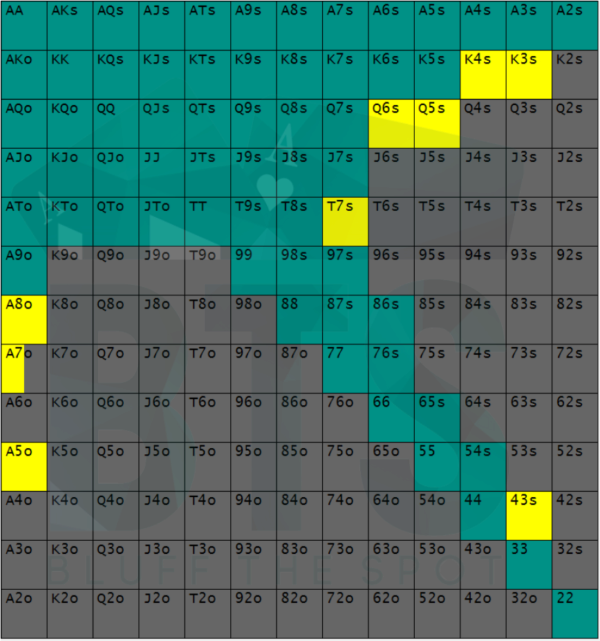 AA AKs AQs AJs ATs A9s A8s A7s A6s A5s A4s A3s A2s
AKo KK KQs KJs KTs K9s K8s K7s K6s K5s K4s K3s K2s
AQo KQo QQ QJs QTs Q9s Q8s Q7s Q6s Q5s Q4s Q3s Q2s
AJo KJo QJo JJ JTs J9s J8s J7s J6s J5s J4s J3s J2s
ATo KTo QTo JTo TT T9s T8s T7s T6s T5s T4s T3s T2s
A9o K9o Q9o J9o T9o 99 98s 97s 96s 95s 94s 93s 92s
A8o K8o Q8o J8o T8o 98o 88 87s 86s 85s 84s 83s 82s
A7o K7o Q7o J7o T7o 97o 87o 77 76s 75s 74s 73s 72s
A6o K6o Q6o J6o T6o 96o 86o 76o 66 65s 64s 63s 62s
A5o K5o Q5o J5o T5o 95o 85o 75o 65o 55 54s 53s 52s
A4o K4o Q4o J4o T4o 94o 84o 74o 64o 54o 44 43s 42s
A3o K3o Q3o J3o T3o 93o 83o 73o 63o 53o 43o 33 32s
A2o K2o Q2o J2o T2o 92o 82o 72o 62o 52o 42o 32o 22
A
A
BTS
BLUFF THE SPOT